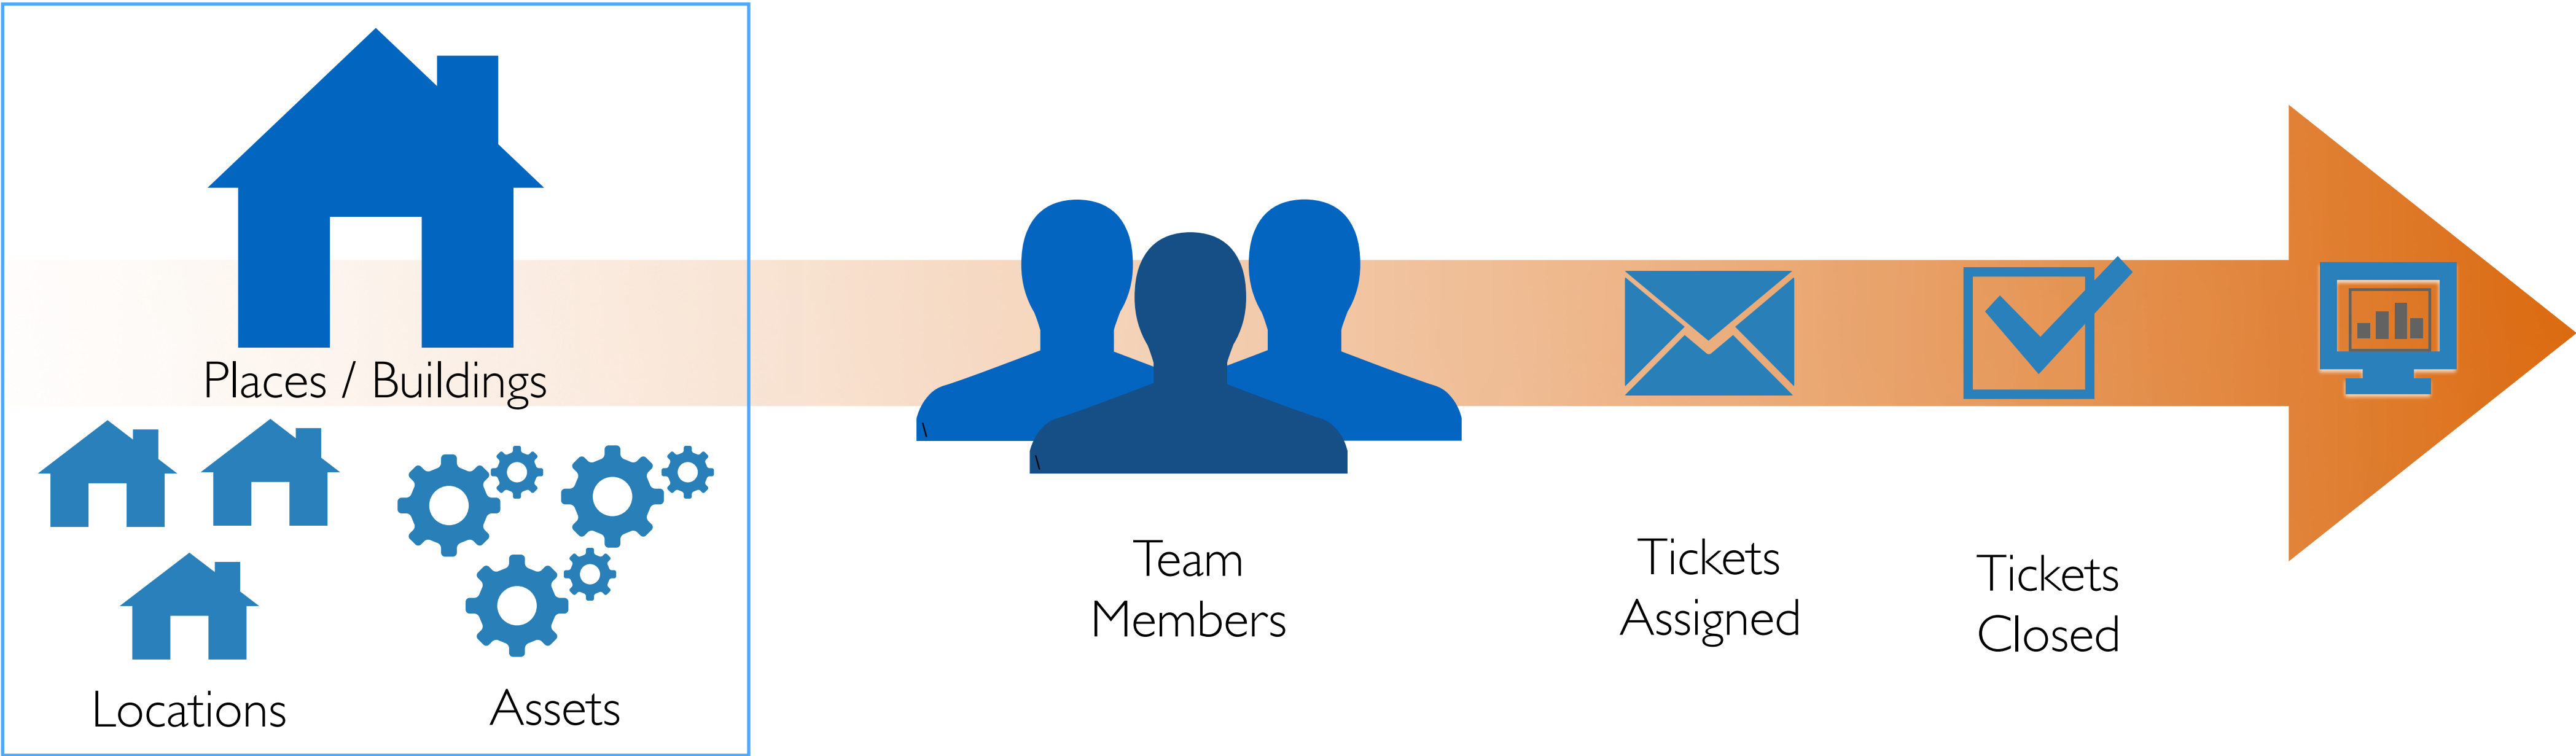 Places / Buildings
Locations
Assets
Team
Members
Tickets
Assigned
Tickets
Closed